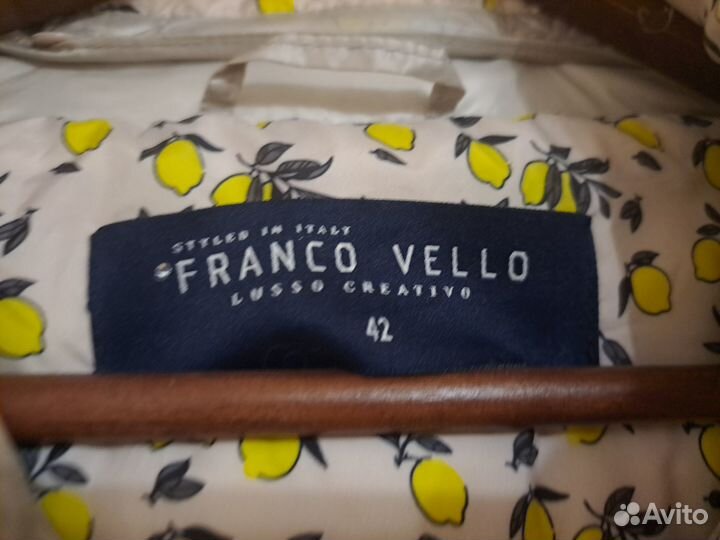 STYLED IN ITALY
FRANCO VELLO
LUSSO CREATIVO
42
Avito